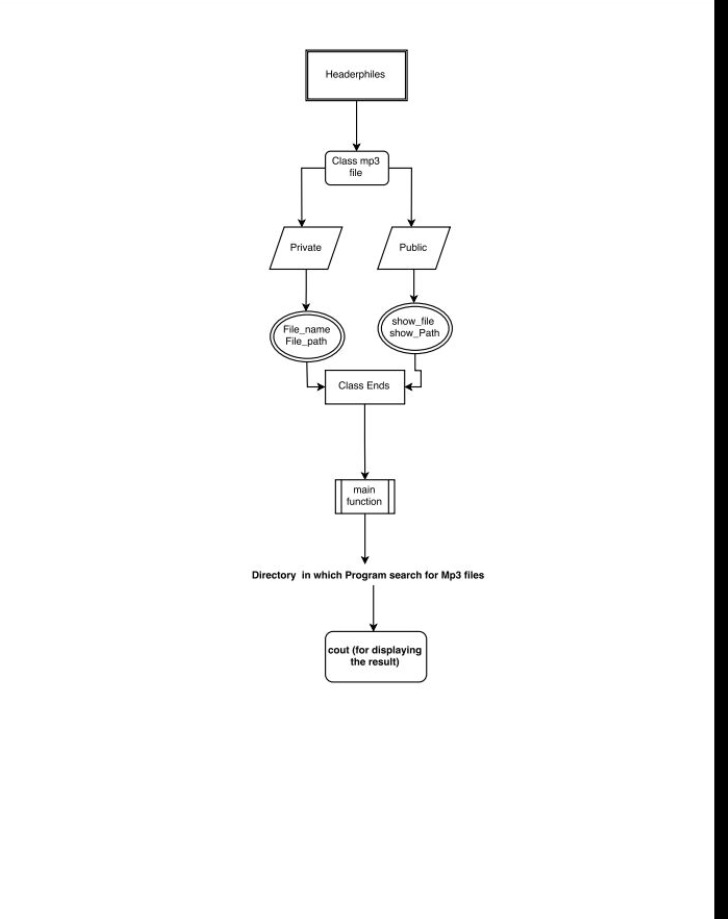 Headerphiles
Class mp3
file
Private
Public
File_name
File_path
show_file
show_Path
Class Ends
main
function
Directory in which Program search for Mp3 files
cout (for displaying
the result)